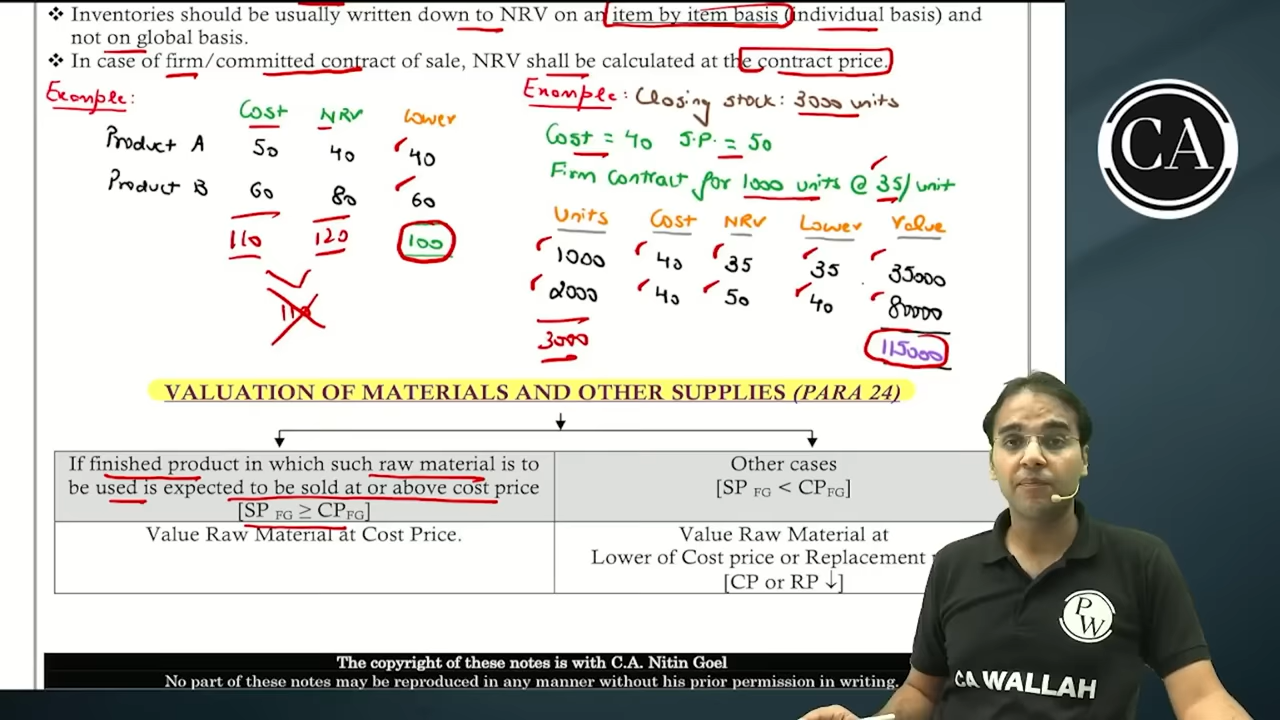 ❖ Inventories should be usually written down to NRV on an item by item basis (individual basis) and
not on global basis.
❖ In case of firm/committed contract of sale, NRV shall be calculated at the contract price.
Example:
Cost NRV Lower
Product A 50 40 40
Product B 60 80 60
110 120 100
110
Example: Closing stock: 3000 units
Cost = 40 S.P. = 50
Firm contract for 1000 units @ 35/unit
Units Cost NRV Lower Value
1000 40 35 35 35000
2000 40 50 40 80000
3000 115000
VALUATION OF MATERIALS AND OTHER SUPPLIES (PARA 24)
If finished product in which such raw material is to
be used is expected to be sold at or above cost price
[SP FG ≥ CPFG]
Value Raw Material at Cost Price.
Other cases
[SP FG < CPFG]
Value Raw Material at
Lower of Cost price or Replacement
[CP or RP ↓]
The copyright of these notes is with C.A. Nitin Goel
No part of these notes may be reproduced in any manner without his prior permission in writing.
CA
PW
CA WALLAH